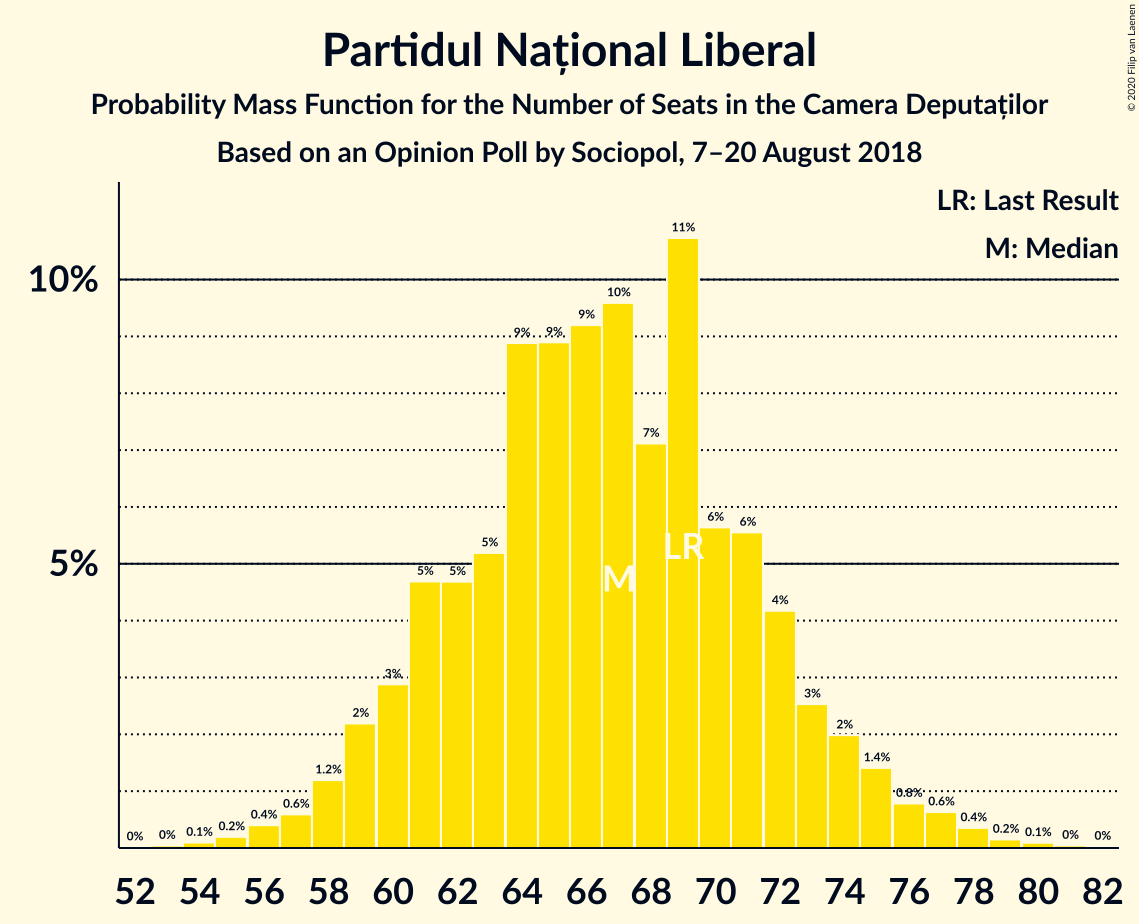 Partidul Național Liberal
Probability Mass Function for the Number of Seats in the Camera Deputaților
Based on an Opinion Poll by Sociopol, 7–20 August 2018
© 2020 Filip van Laenen
LR: Last Result
M: Median
10%
5%
0% 0% 0.1% 0.2% 0.4% 0.6% 1.2% 2% 3% 5% 5% 5% 9% 9% 9% 10% 7% 11% 6% 6% 4% 3% 2% 1.4% 0.8% 0.6% 0.4% 0.2% 0.1% 0% 0%
M LR
52 54 56 58 60 62 64 66 68 70 72 74 76 78 80 82